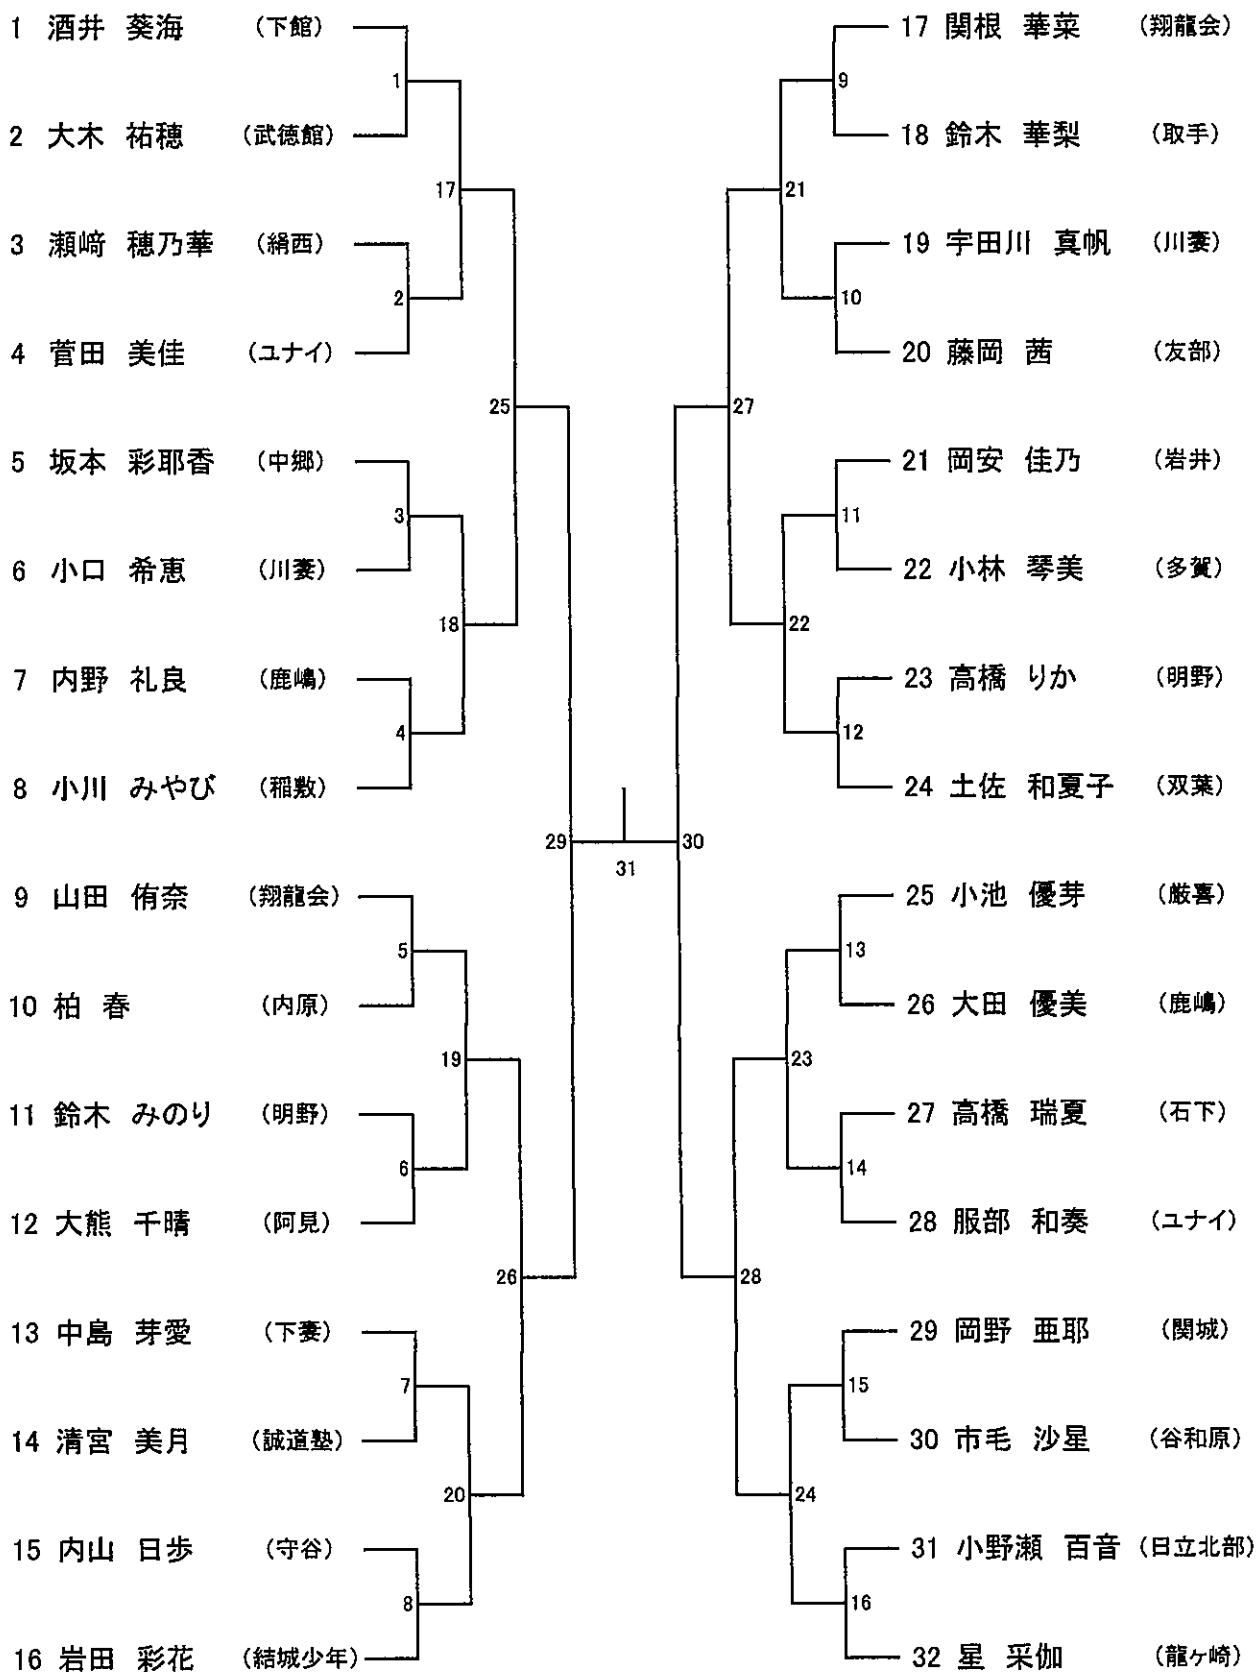 1 酒井 葵海 (下館)
2 大木 祐穂 (武徳館)
3 瀬﨑 穂乃華 (絹西)
4 菅田 美佳 (ユナイ)
5 坂本 彩耶香 (中郷)
6 小口 希恵 (川妻)
7 内野 礼良 (鹿嶋)
8 小川 みやび (稲敷)
9 山田 侑奈 (翔龍会)
10 柏 春 (内原)
11 鈴木 みのり (明野)
12 大熊 千晴 (阿見)
13 中島 芽愛 (下妻)
14 清宮 美月 (誠道塾)
15 内山 日歩 (守谷)
16 岩田 彩花 (結城少年)
1
2
3
4
5
6
7
8
17
18
19
20
25
26
29
31
30
27
28
21
22
23
24
9
10
11
12
13
14
15
16
17 関根 華菜 (翔龍会)
18 鈴木 華梨 (取手)
19 宇田川 真帆 (川妻)
20 藤岡 茜 (友部)
21 岡安 佳乃 (岩井)
22 小林 琴美 (多賀)
23 高橋 りか (明野)
24 土佐 和夏子 (双葉)
25 小池 優芽 (厳喜)
26 大田 優美 (鹿嶋)
27 高橋 瑞夏 (石下)
28 服部 和奏 (ユナイ)
29 岡野 亜耶 (関城)
30 市毛 沙星 (谷和原)
31 小野瀬 百音 (日立北部)
32 星 采伽 (龍ヶ崎)